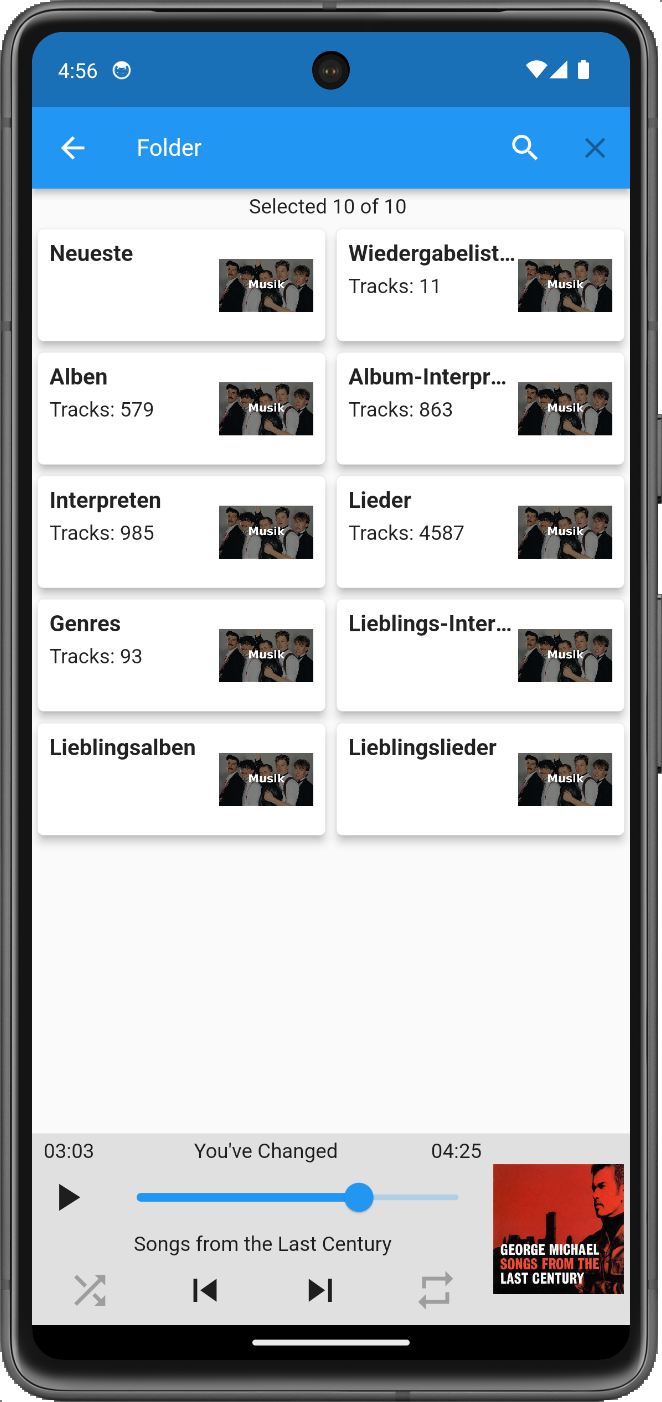 4:56
Folder
Selected 10 of 10
Neueste
Musik
Wiedergabelist...
Tracks: 11
Musik
Alben
Tracks: 579
Musik
Album-Interpr...
Tracks: 863
Musik
Interpreten
Tracks: 985
Musik
Lieder
Tracks: 4587
Musik
Genres
Tracks: 93
Musik
Lieblings-Inter...
Musik
Lieblingsalben
Musik
Lieblingslieder
Musik
03:03
You've Changed
04:25
Songs from the Last Century
GEORGE MICHAEL
SONGS FROM THE
LAST CENTURY